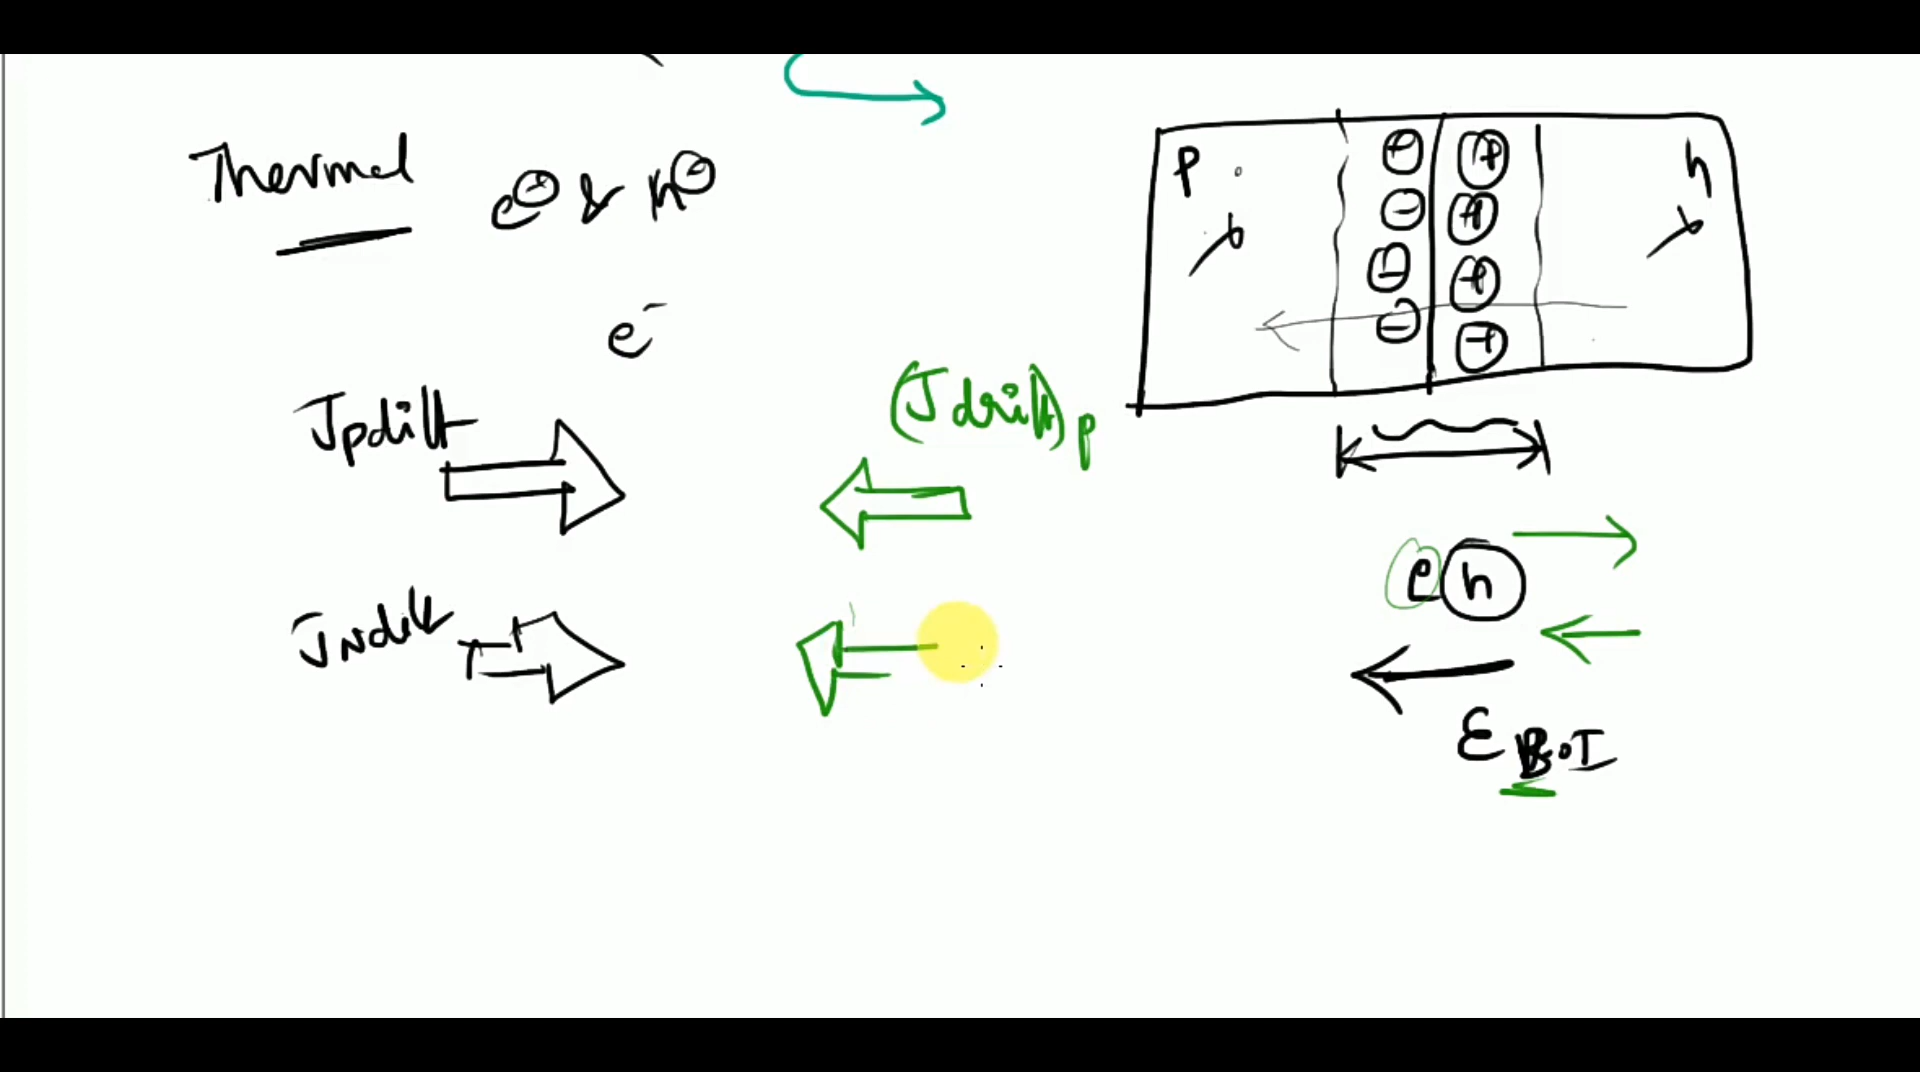 Thermal
e⊕ & h⊖
e⁻
Jpdiff
(Jdrift)p
JNdiff
p
n
⊖ ⊕
⊖ ⊕
⊖ ⊕
⊖ ⊕
e h
ℰ B.I